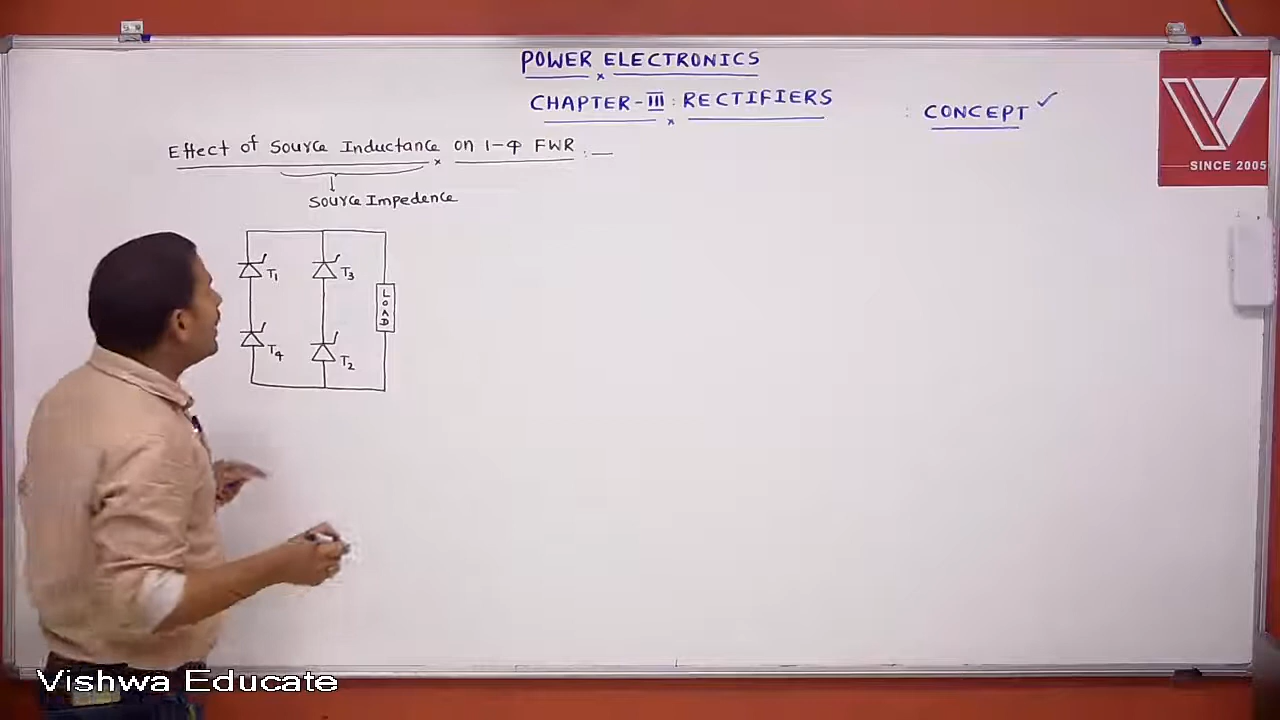 POWER ELECTRONICS
CHAPTER-III : RECTIFIERS
: CONCEPT ✓
Effect of Source Inductance on 1-φ FWR :
Source Impedence
T1
T3
LOAD
T4
T2
SINCE 2005
Vishwa Educate